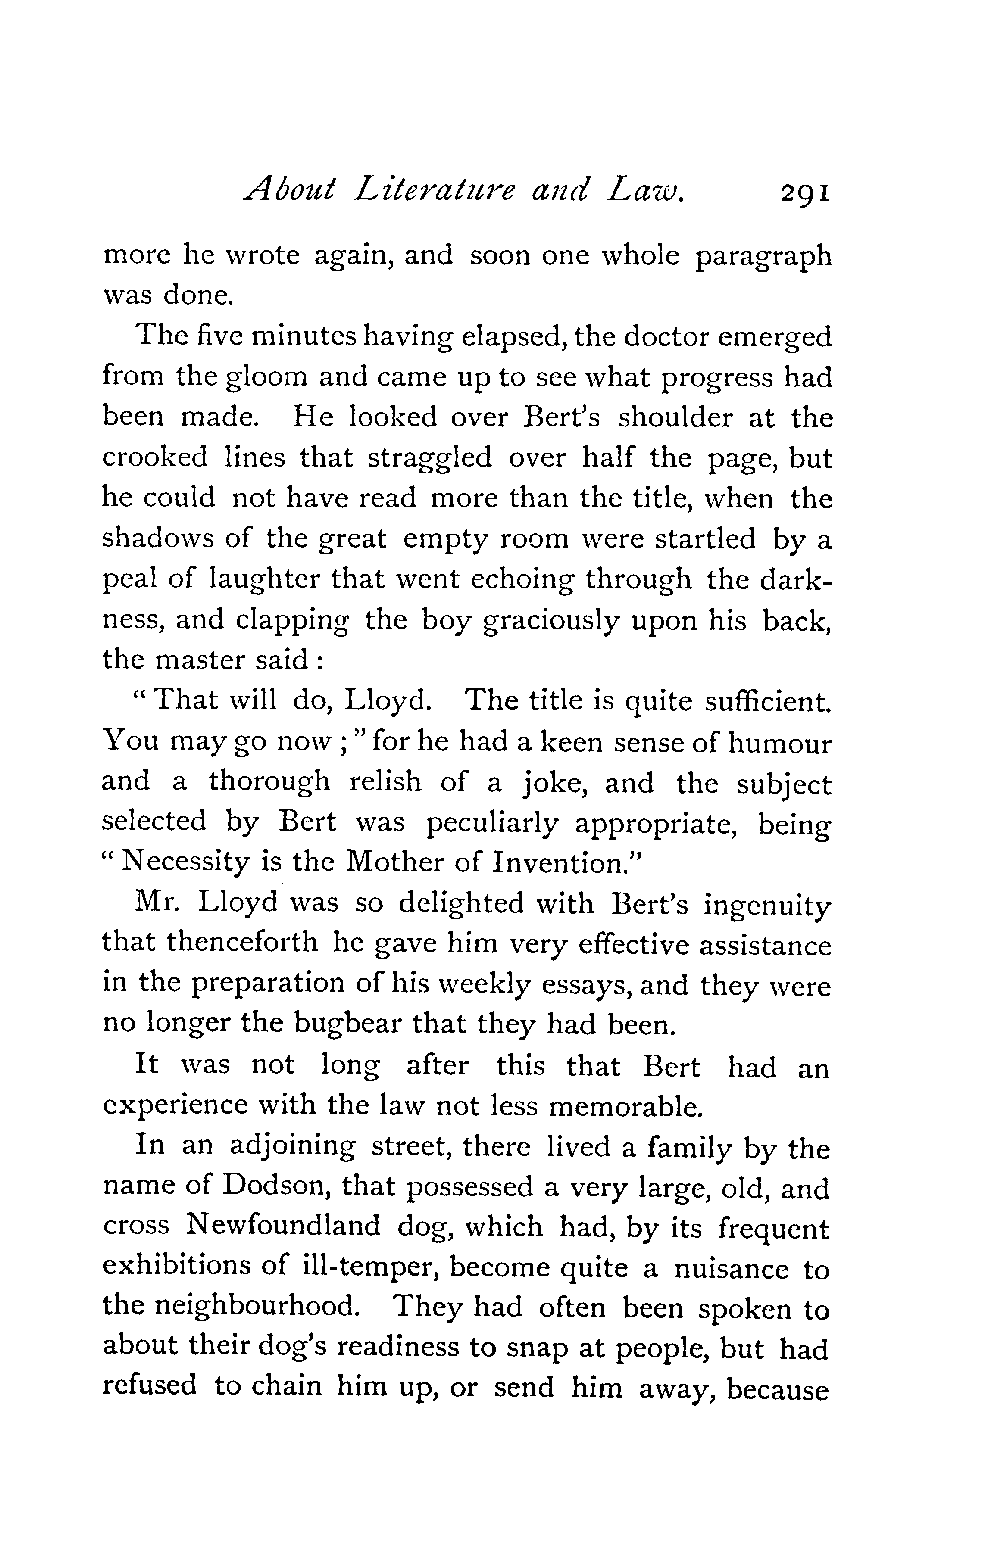 About Literature and Law. 291
more he wrote again, and soon one whole paragraph
was done.
The five minutes having elapsed, the doctor emerged
from the gloom and came up to see what progress had
been made. He looked over Bert's shoulder at the
crooked lines that straggled over half the page, but
he could not have read more than the title, when the
shadows of the great empty room were startled by a
peal of laughter that went echoing through the dark-
ness, and clapping the boy graciously upon his back,
the master said :
" That will do, Lloyd. The title is quite sufficient.
You may go now ; " for he had a keen sense of humour
and a thorough relish of a joke, and the subject
selected by Bert was peculiarly appropriate, being
" Necessity is the Mother of Invention."
Mr. Lloyd was so delighted with Bert's ingenuity
that thenceforth he gave him very effective assistance
in the preparation of his weekly essays, and they were
no longer the bugbear that they had been.
It was not long after this that Bert had an
experience with the law not less memorable.
In an adjoining street, there lived a family by the
name of Dodson, that possessed a very large, old, and
cross Newfoundland dog, which had, by its frequent
exhibitions of ill-temper, become quite a nuisance to
the neighbourhood. They had often been spoken to
about their dog's readiness to snap at people, but had
refused to chain him up, or send him away, because